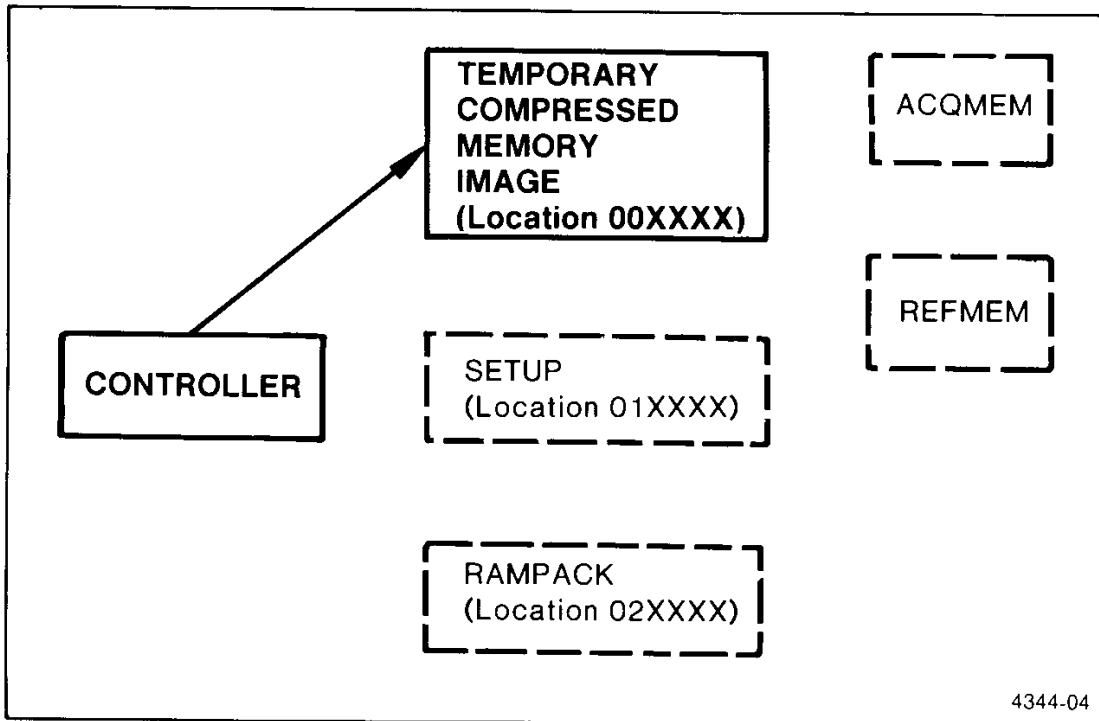 TEMPORARY
COMPRESSED
MEMORY
IMAGE
(Location 00XXXX)
ACQMEM
REFMEM
CONTROLLER
SETUP
(Location 01XXXX)
RAMPACK
(Location 02XXXX)
4344-04